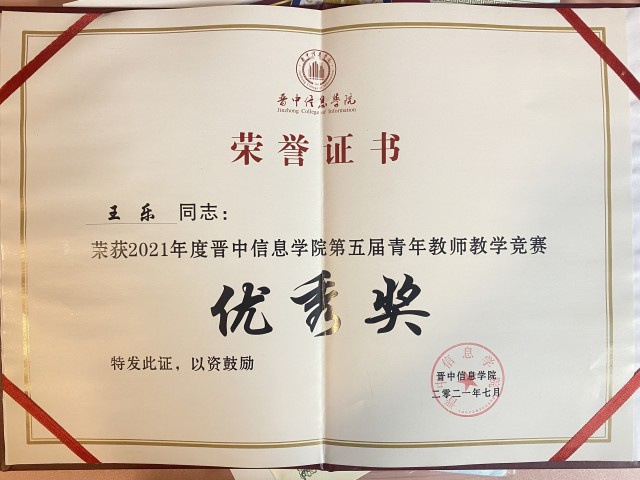 晋中信息学院
Jinzhong College of Information
荣誉证书
王乐 同志：
荣获2021年度晋中信息学院第五届青年教师教学竞赛
优秀奖
特发此证，以资鼓励
晋中信息学院
二零二一年七月